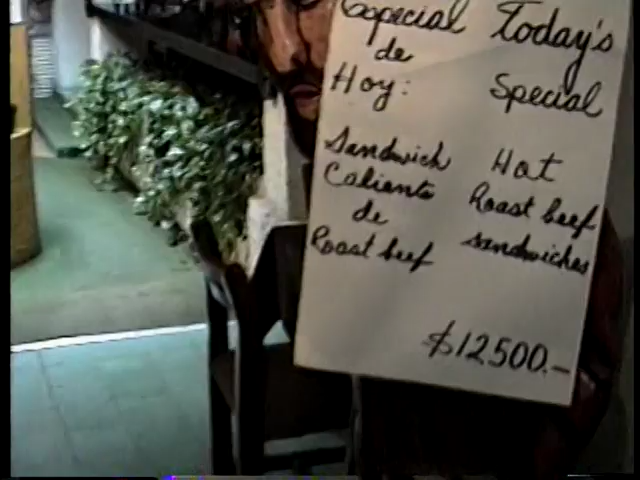 Especial
de
Hoy:
Sandwich
Caliente
de
Roast beef
Today's
Special
Hot
Roast beef
sandwiches
$12500.-